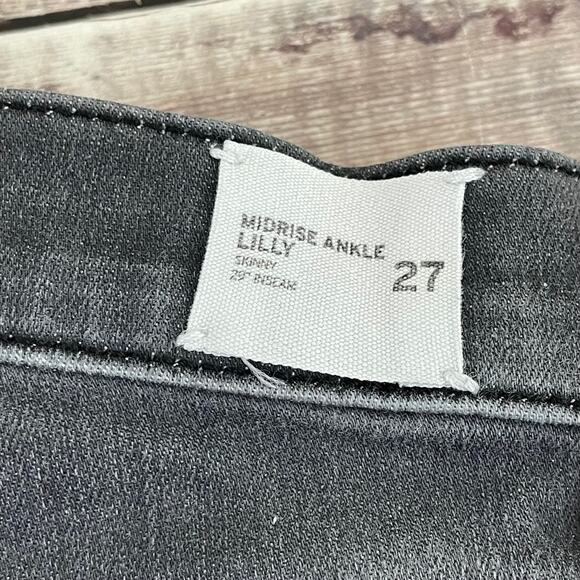 MIDRISE ANKLE
LILLY
SKINNY
29" INSEAM
27